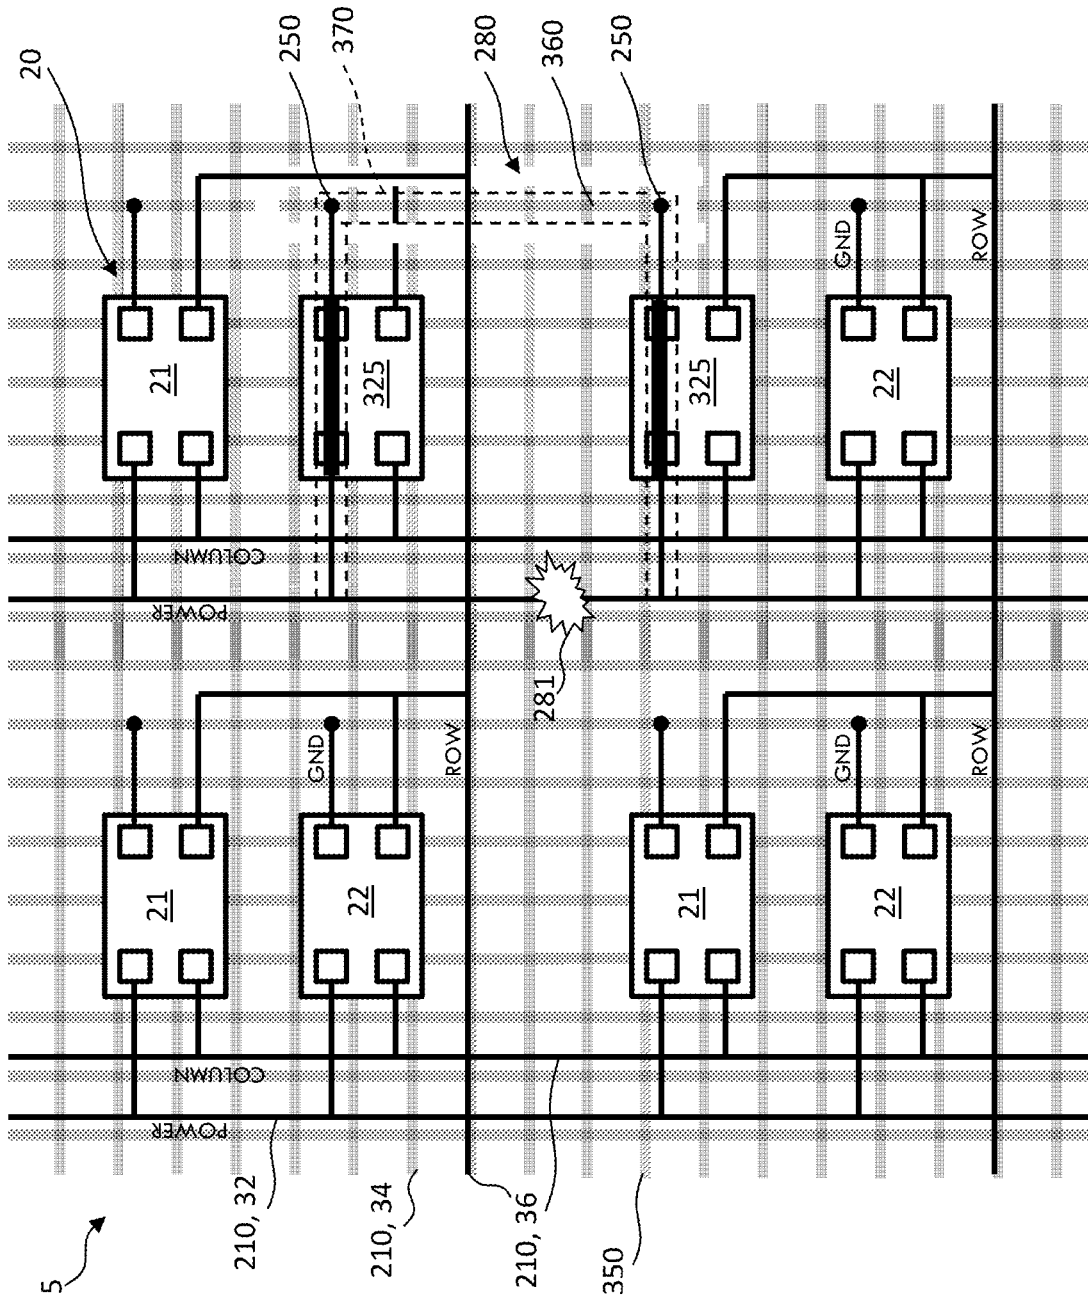 20
250
370
280
360
250
21
325
325
22
GND
ROW
COLUMN
POWER
281
21
22
GND
ROW
21
22
GND
ROW
COLUMN
POWER
210, 32
210, 34
210, 36
350
5